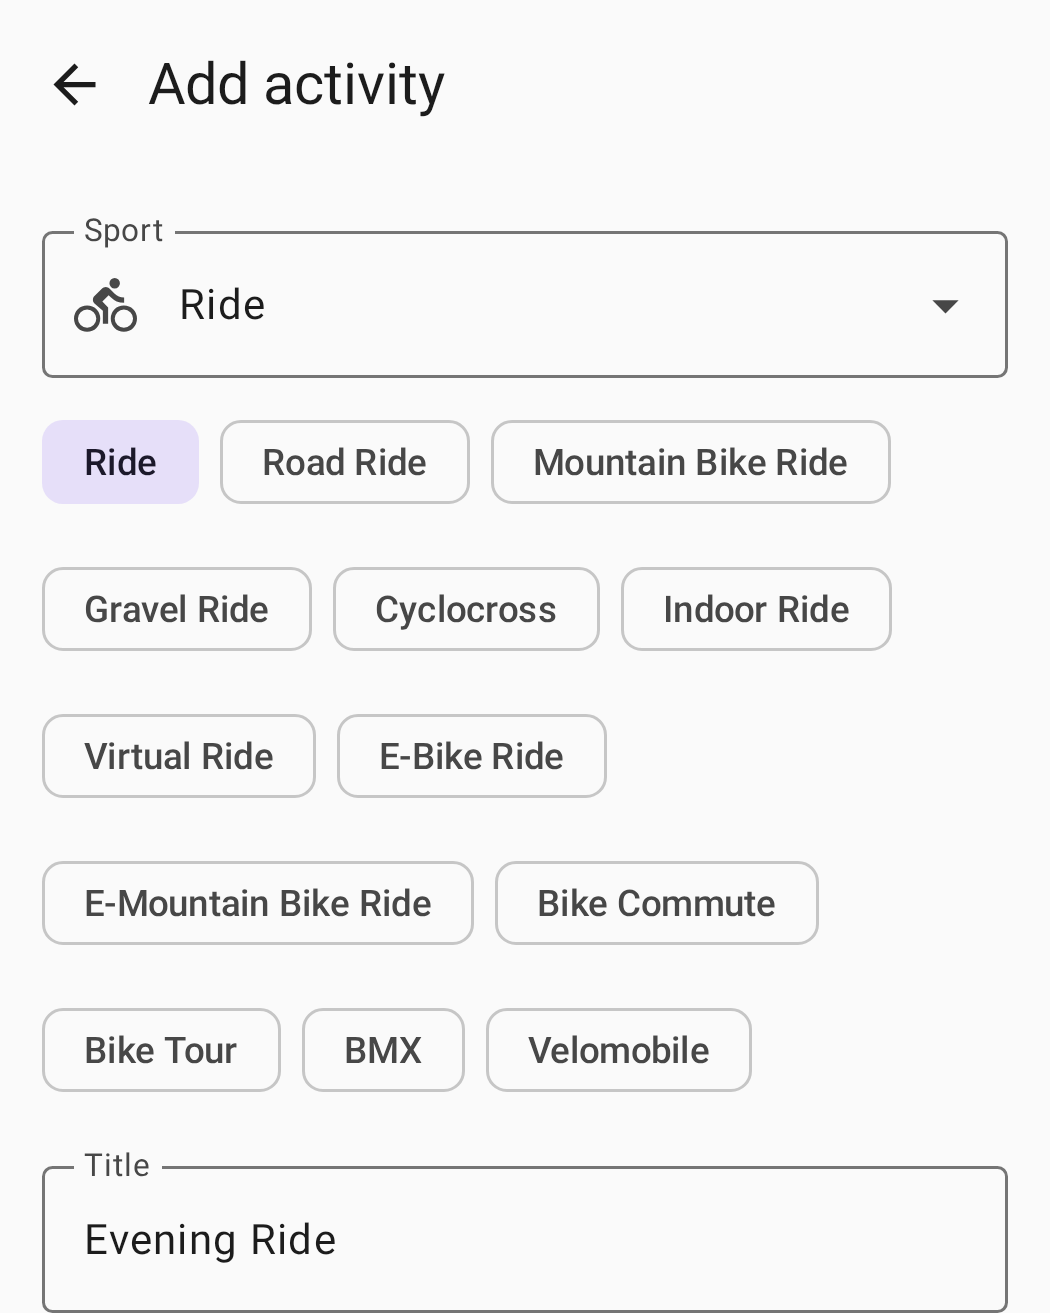 Add activity
Sport
Ride
Ride Road Ride Mountain Bike Ride
Gravel Ride Cyclocross Indoor Ride
Virtual Ride E-Bike Ride
E-Mountain Bike Ride Bike Commute
Bike Tour BMX Velomobile
Title
Evening Ride